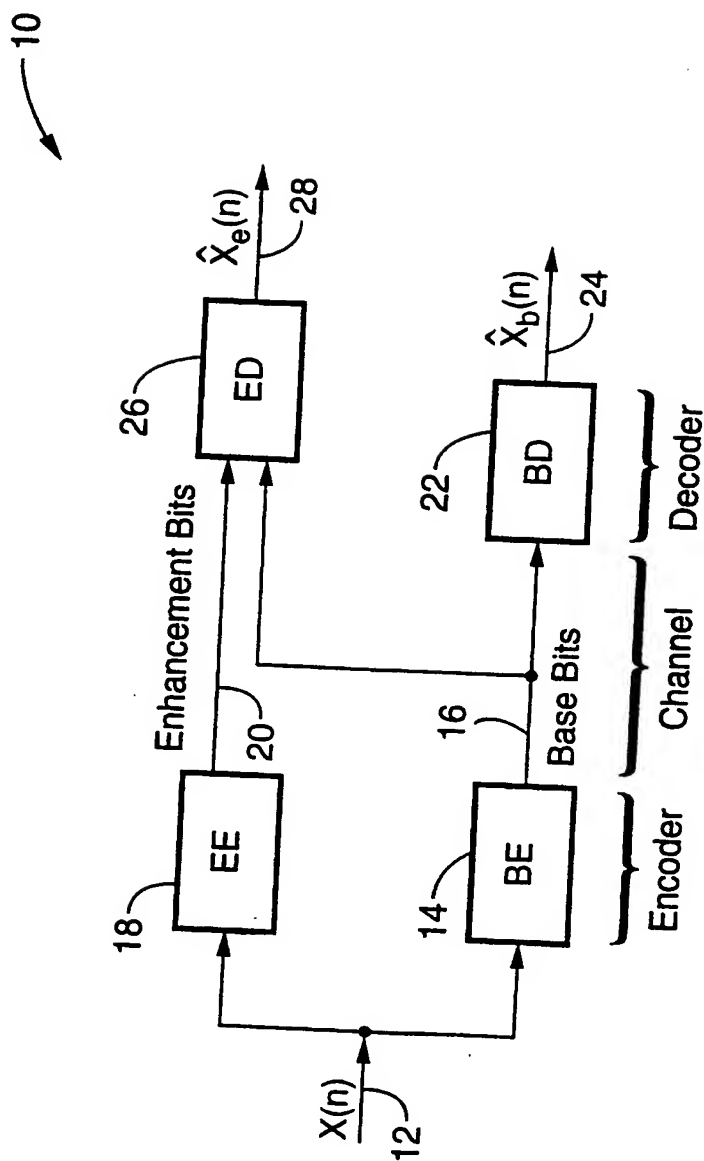 10
X̂e(n)
28
26
ED
Enhancement Bits
20
EE
18
X̂b(n)
24
22
BD
16
Base Bits
14
BE
X(n)
12
Encoder
Channel
Decoder